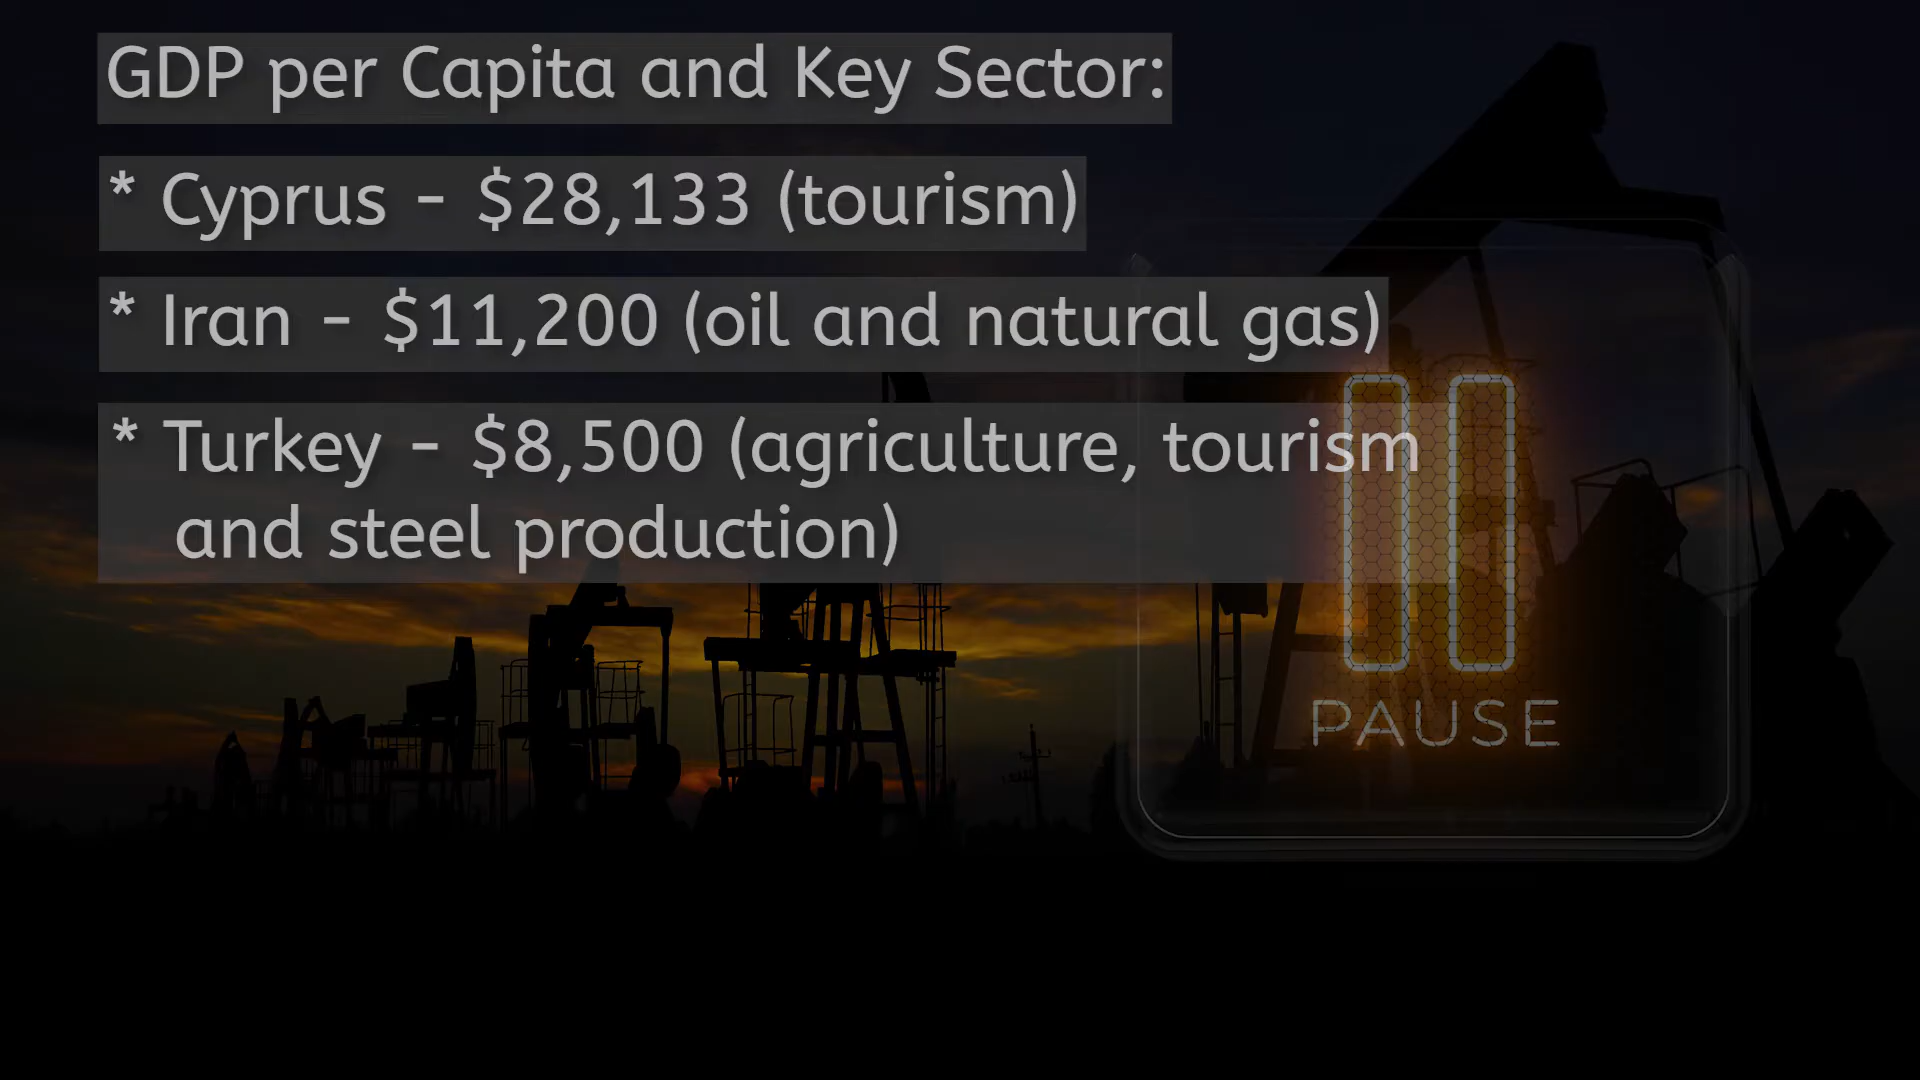 GDP per Capita and Key Sector:
* Cyprus - $28,133 (tourism)
* Iran - $11,200 (oil and natural gas)
* Turkey - $8,500 (agriculture, tourism
and steel production)
PAUSE